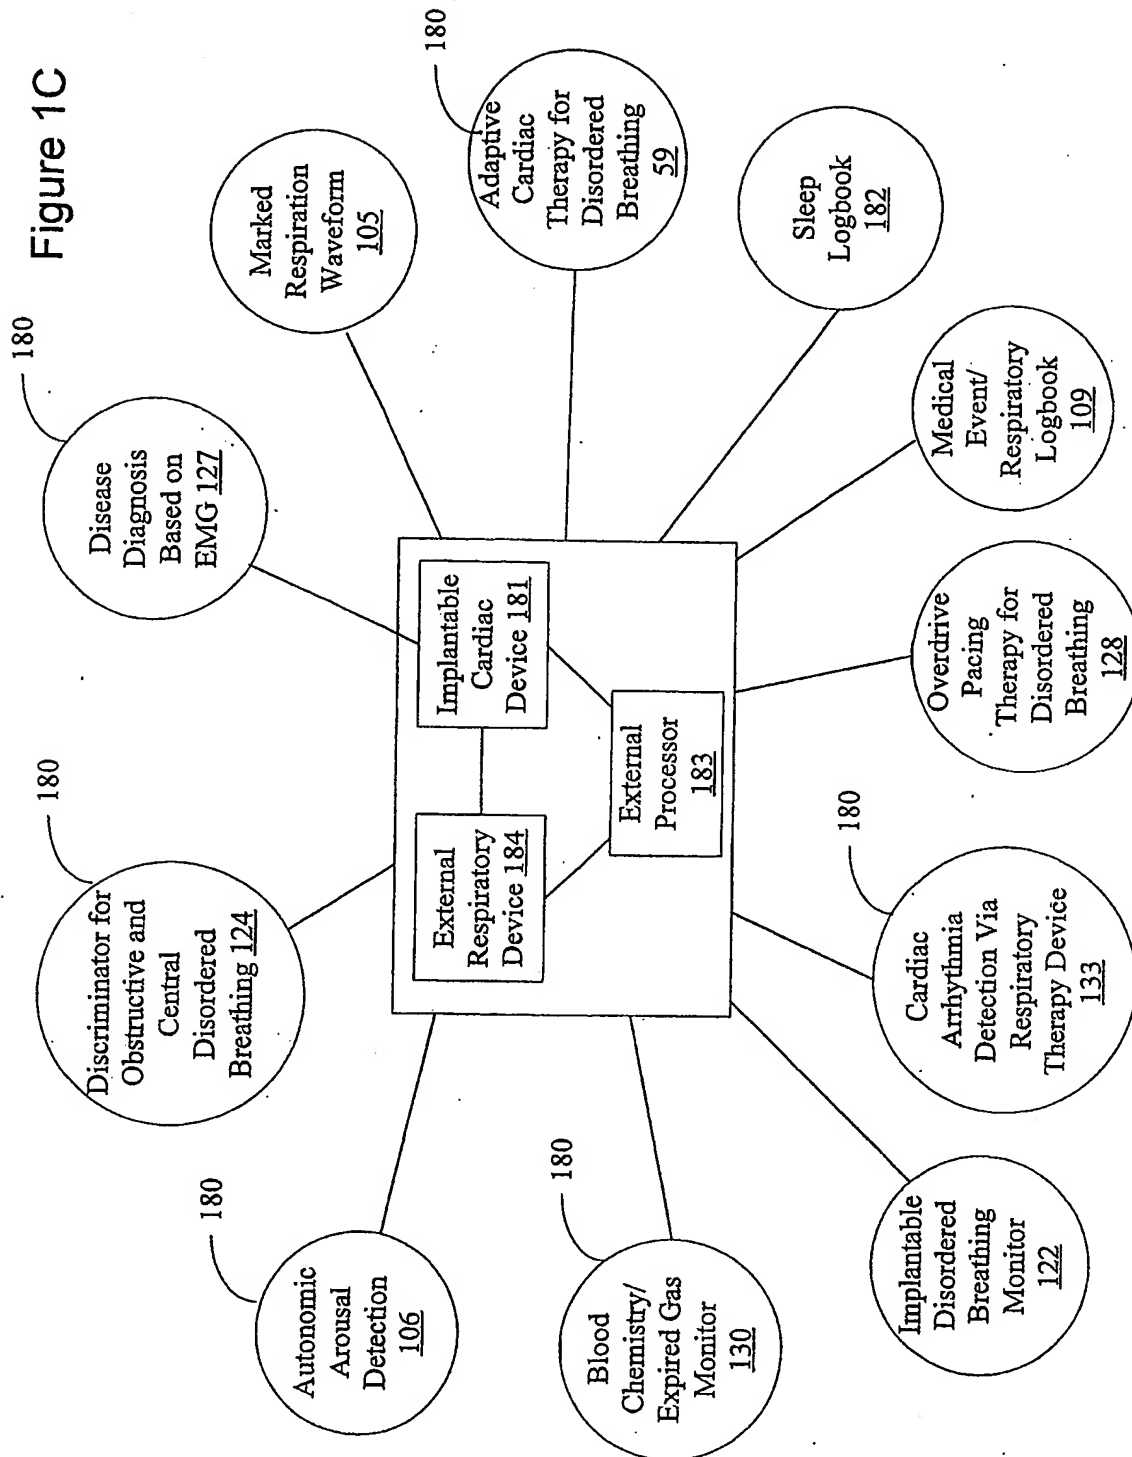 Figure 1C
180
Autonomic
Arousal
Detection
106
180
Discriminator for
Obstructive and
Central
Disordered
Breathing 124
180
Disease
Diagnosis
Based on
EMG 127
Marked
Respiration
Waveform
105
180
Adaptive
Cardiac
Therapy for
Disordered
Breathing
59
Sleep
Logbook
182
Medical
Event/
Respiratory
Logbook
109
Overdrive
Pacing
Therapy for
Disordered
Breathing
128
180
Cardiac
Arrhythmia
Detection Via
Respiratory
Therapy Device
133
Implantable
Disordered
Breathing
Monitor
122
180
Blood
Chemistry/
Expired Gas
Monitor
130
External
Respiratory
Device 184
Implantable
Cardiac
Device 181
External
Processor
183